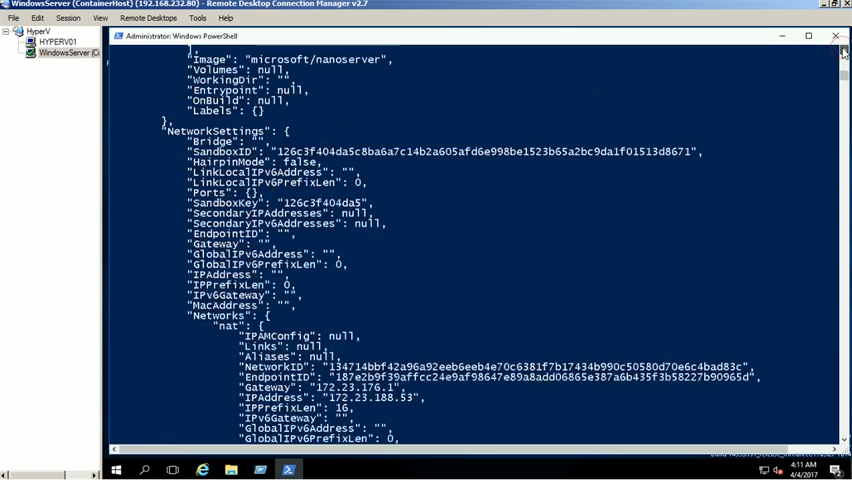 WindowsServer (ContainerHost) (192.168.232.80) - Remote Desktop Connection Manager v2.7
File Edit Session View Remote Desktops Tools Help
HyperV
HYPERV01
WindowsServer
Administrator: Windows PowerShell
],
"Image": "microsoft/nanoserver",
"Volumes": null,
"WorkingDir": "",
"Entrypoint": null,
"OnBuild": null,
"Labels": {}
},
"NetworkSettings": {
"Bridge": "",
"SandboxID": "126c3f404da5c8ba6a7c14b2a605afd6e998be1523b65a2bc9da1f01513d8671",
"HairpinMode": false,
"LinkLocalIPv6Address": "",
"LinkLocalIPv6PrefixLen": 0,
"Ports": {},
"SandboxKey": "126c3f404da5",
"SecondaryIPAddresses": null,
"SecondaryIPv6Addresses": null,
"EndpointID": "",
"Gateway": "",
"GlobalIPv6Address": "",
"GlobalIPv6PrefixLen": 0,
"IPAddress": "",
"IPPrefixLen": 0,
"IPv6Gateway": "",
"MacAddress": "",
"Networks": {
"nat": {
"IPAMConfig": null,
"Links": null,
"Aliases": null,
"NetworkID": "134714bbf42a96a92eeb6eeb4e70c6381f7b17434b990c50580d70e6c4bad83c",
"EndpointID": "187e2b9f39affcc24e9af98647e89a8add06865e387a6b435f3b58227b90965d",
"Gateway": "172.23.176.1",
"IPAddress": "172.23.188.53",
"IPPrefixLen": 16,
"IPv6Gateway": "",
"GlobalIPv6Address": "",
"GlobalIPv6PrefixLen": 0,
4:11 AM
4/4/2017